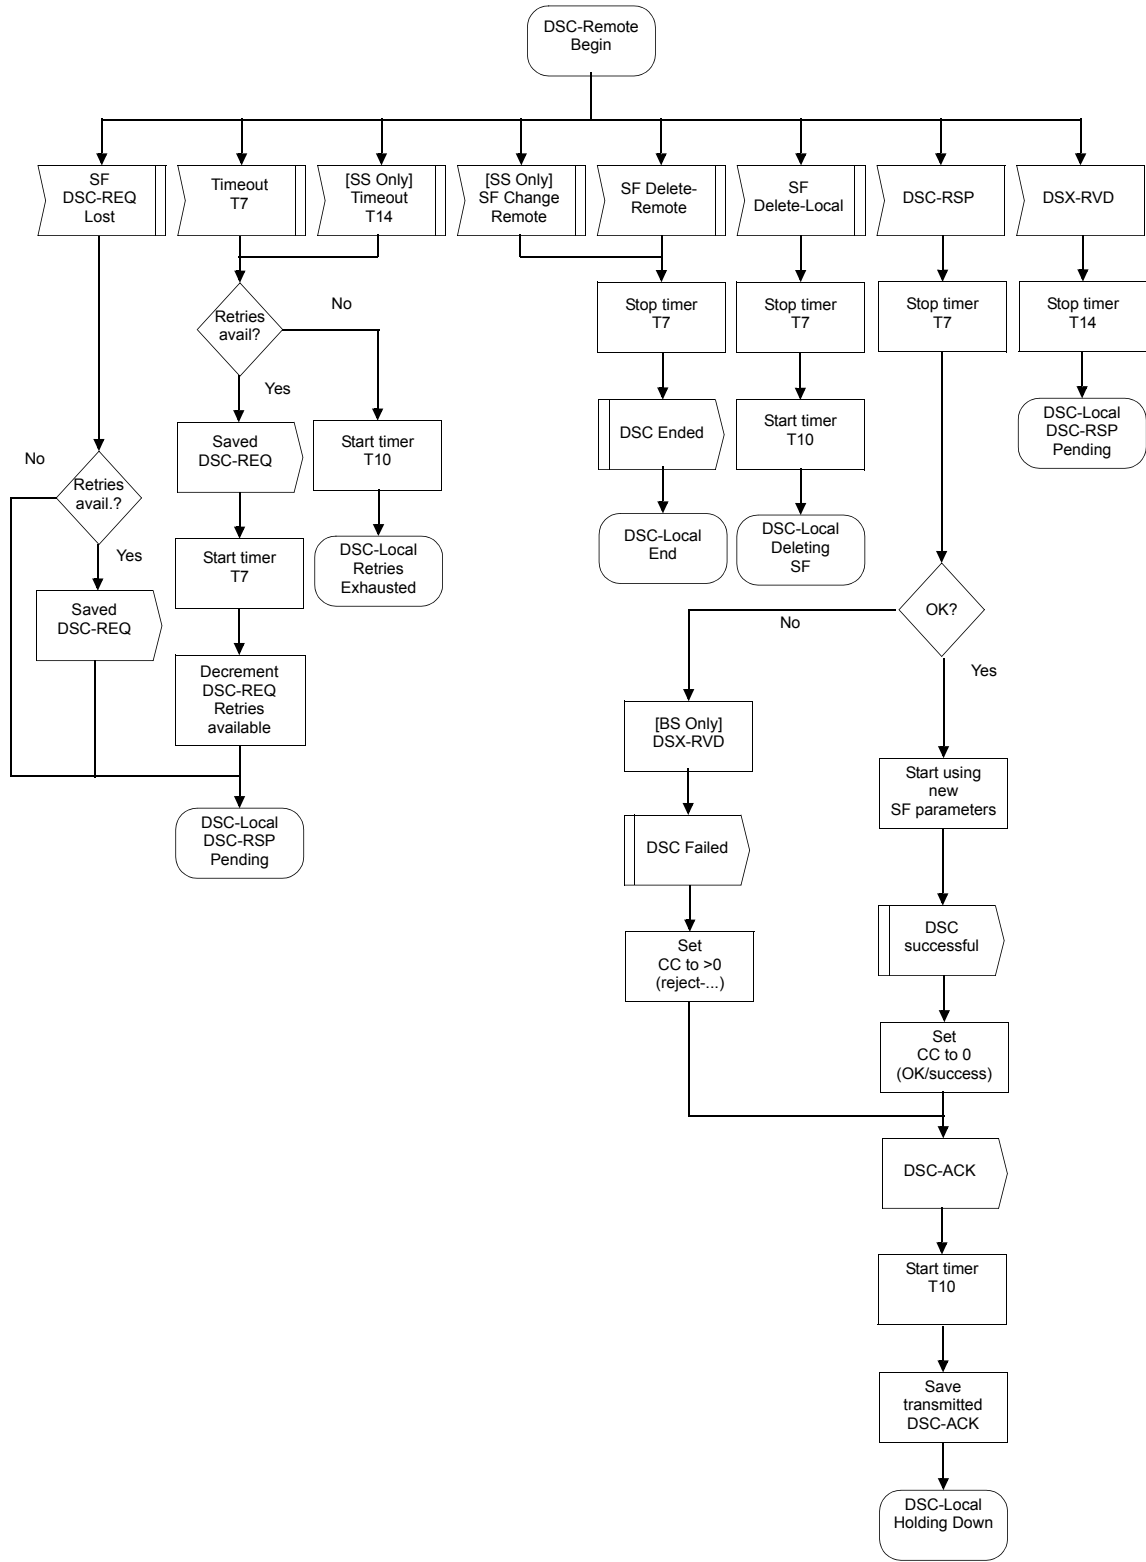 DSC-Remote
Begin
SF
DSC-REQ
Lost
Timeout
T7
[SS Only]
Timeout
T14
[SS Only]
SF Change
Remote
SF Delete-
Remote
SF
Delete-Local
DSC-RSP
DSX-RVD
Retries
avail?
No
Yes
Stop timer
T7
Stop timer
T7
Stop timer
T7
Stop timer
T14
Saved
DSC-REQ
Start timer
T10
DSC Ended
Start timer
T10
DSC-Local
DSC-RSP
Pending
No
Retries
avail.?
Yes
Start timer
T7
DSC-Local
Retries
Exhausted
DSC-Local
End
DSC-Local
Deleting
SF
Saved
DSC-REQ
OK?
No
Yes
Decrement
DSC-REQ
Retries
available
[BS Only]
DSX-RVD
Start using
new
SF parameters
DSC-Local
DSC-RSP
Pending
DSC Failed
DSC
successful
Set
CC to >0
(reject-...)
Set
CC to 0
(OK/success)
DSC-ACK
Start timer
T10
Save
transmitted
DSC-ACK
DSC-Local
Holding Down